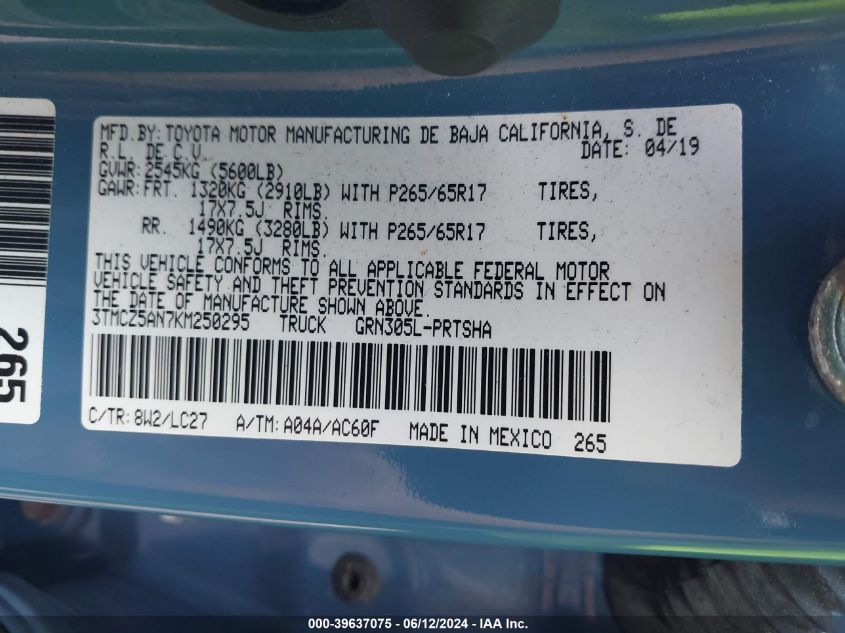 MFD. BY: TOYOTA MOTOR MANUFACTURING DE BAJA CALIFORNIA, S. DE
R.L. DE C.V. DATE: 04/19
GVWR: 2545KG (5600LB)
GAWR: FRT. 1320KG (2910LB) WITH P265/65R17 TIRES,
17X7.5J RIMS.
RR. 1490KG (3280LB) WITH P265/65R17 TIRES,
17X7.5J RIMS.
THIS VEHICLE CONFORMS TO ALL APPLICABLE FEDERAL MOTOR
VEHICLE SAFETY AND THEFT PREVENTION STANDARDS IN EFFECT ON
THE DATE OF MANUFACTURE SHOWN ABOVE.
3TMCZ5AN7KM250295 TRUCK GRN305L-PRTSHA
C/TR: 8W2/LC27 A/TM: A04A/AC60F MADE IN MEXICO 265
265
000-39637075 - 06/12/2024 - IAA Inc.